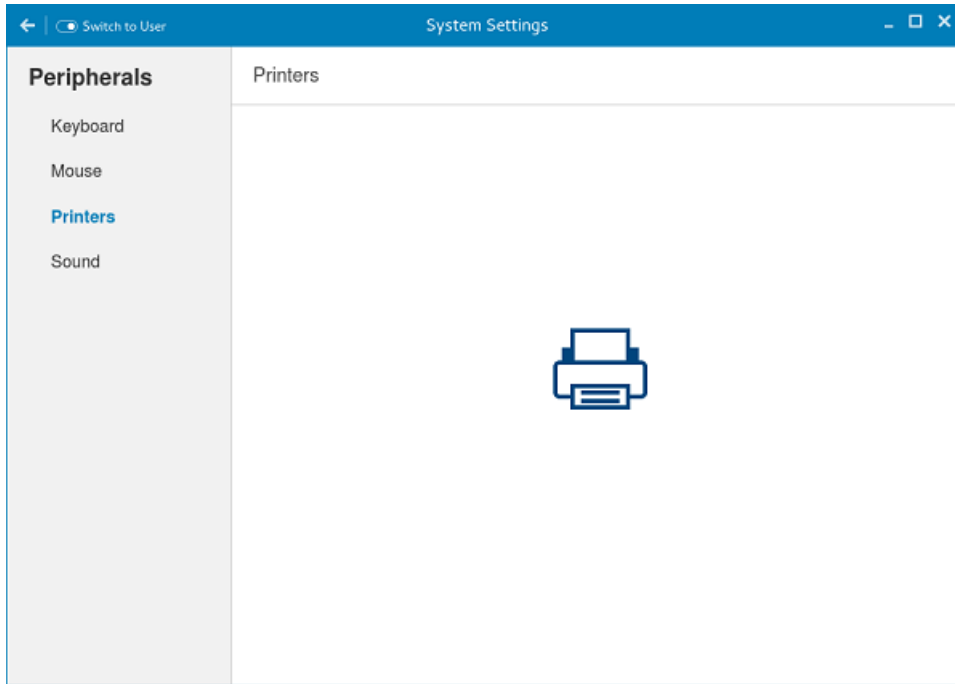 Switch to User
System Settings
Peripherals
Printers
Keyboard
Mouse
Printers
Sound